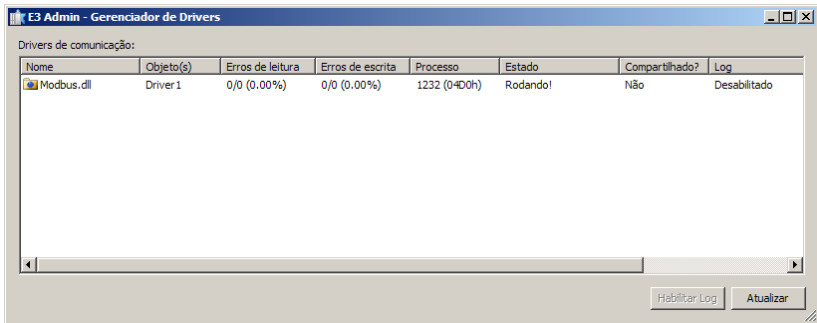 E3 Admin - Gerenciador de Drivers
Drivers de comunicação:
Nome Objeto(s) Erros de leitura Erros de escrita Processo Estado Compartilhado? Log
Modbus.dll Driver1 0/0 (0.00%) 0/0 (0.00%) 1232 (04D0h) Rodando! Não Desabilitado
Habilitar Log Atualizar